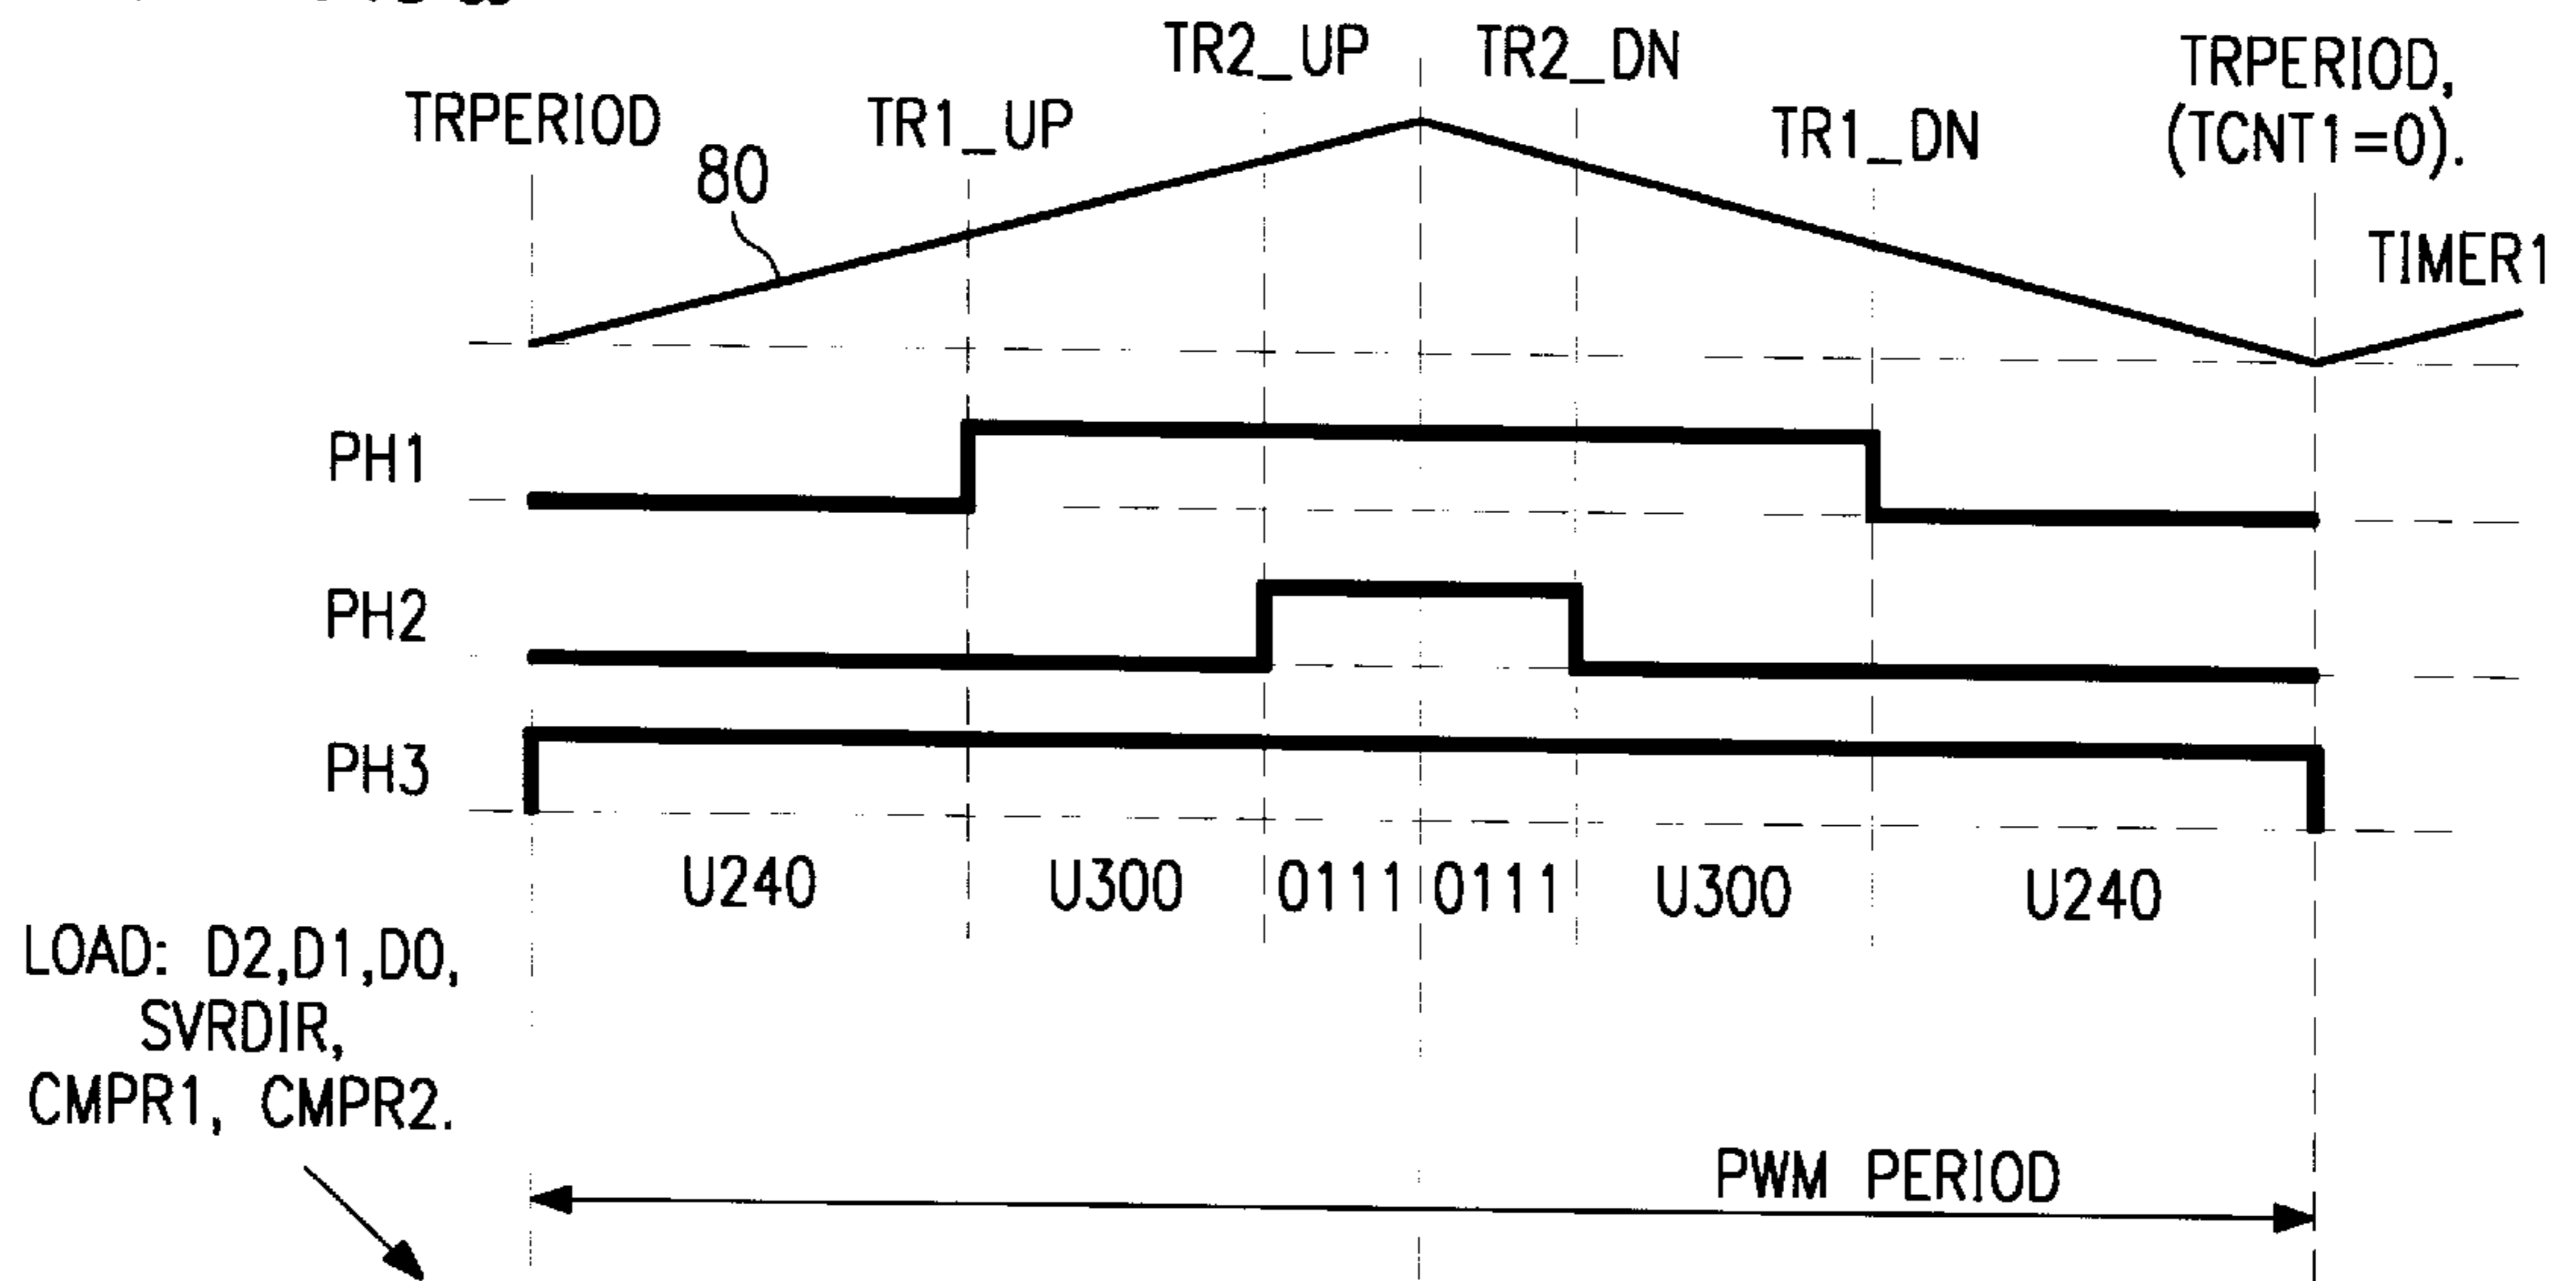 TR2_UP
TR2_DN
TRPERIOD,
(TCNT1=0).
TRPERIOD
TR1_UP
TR1_DN
80
TIMER1
PH1
PH2
PH3
U240
U300
0111
0111
U300
U240
LOAD: D2,D1,D0,
SVRDIR,
CMPR1, CMPR2.
PWM PERIOD